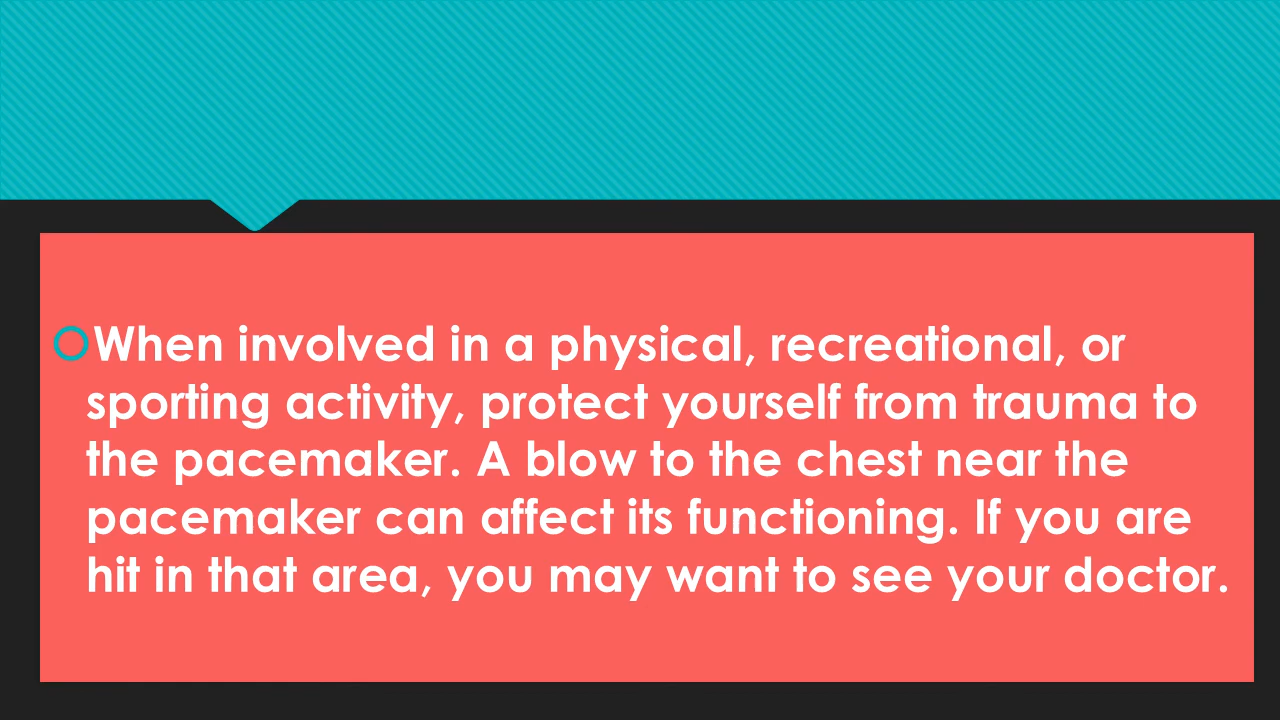 When involved in a physical, recreational, or
sporting activity, protect yourself from trauma to
the pacemaker. A blow to the chest near the
pacemaker can affect its functioning. If you are
hit in that area, you may want to see your doctor.